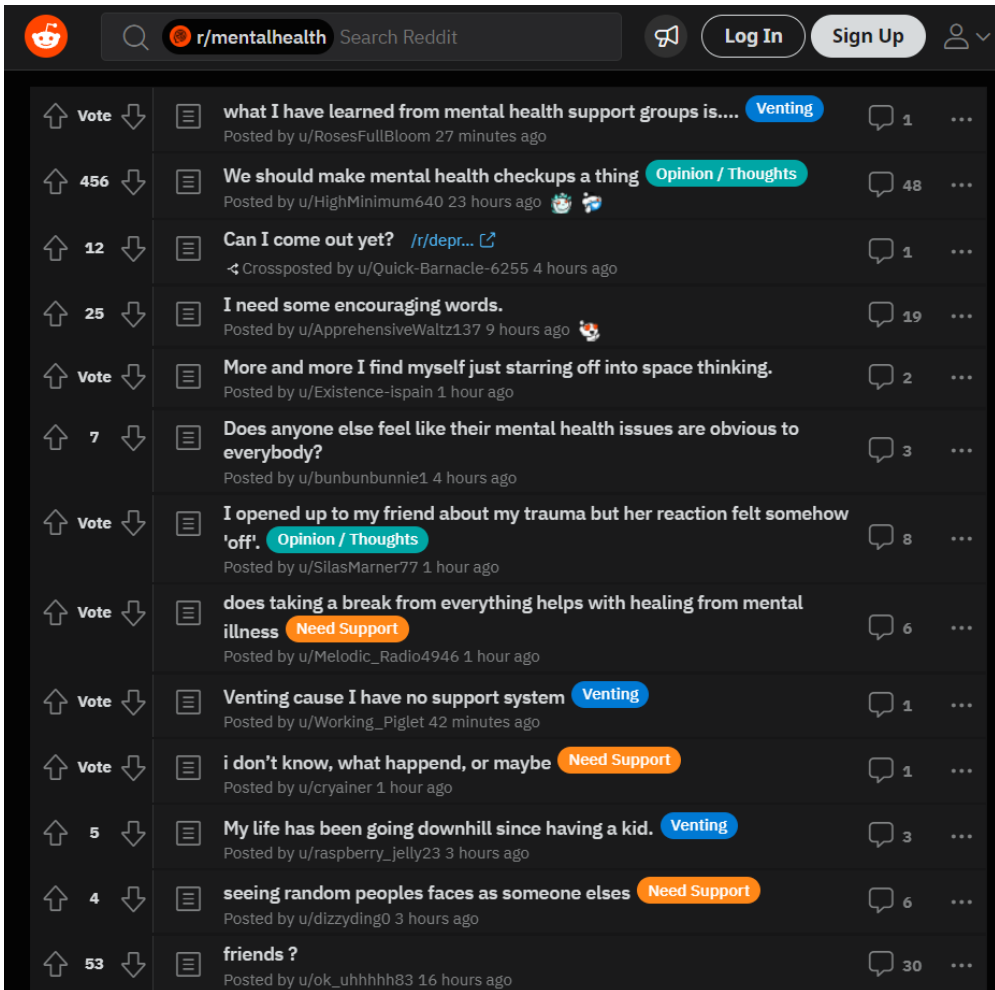 r/mentalhealth Search Reddit Log In Sign Up
Vote what I have learned from mental health support groups is.... Venting 1
Posted by u/RosesFullBloom 27 minutes ago
456 We should make mental health checkups a thing Opinion / Thoughts 48
Posted by u/HighMinimum640 23 hours ago
12 Can I come out yet? /r/depr... 1
Crossposted by u/Quick-Barnacle-6255 4 hours ago
25 I need some encouraging words. 19
Posted by u/ApprehensiveWaltz137 9 hours ago
Vote More and more I find myself just starring off into space thinking. 2
Posted by u/Existence-ispain 1 hour ago
7 Does anyone else feel like their mental health issues are obvious to
everybody? 3
Posted by u/bunbunbunnie1 4 hours ago
Vote I opened up to my friend about my trauma but her reaction felt somehow
'off'. Opinion / Thoughts 8
Posted by u/SilasMarner77 1 hour ago
Vote does taking a break from everything helps with healing from mental
illness Need Support 6
Posted by u/Melodic_Radio4946 1 hour ago
Vote Venting cause I have no support system Venting 1
Posted by u/Working_Piglet 42 minutes ago
Vote i don't know, what happend, or maybe Need Support 1
Posted by u/cryainer 1 hour ago
5 My life has been going downhill since having a kid. Venting 3
Posted by u/raspberry_jelly23 3 hours ago
4 seeing random peoples faces as someone elses Need Support 6
Posted by u/dizzyding0 3 hours ago
53 friends ? 30
Posted by u/ok_uhhhhh83 16 hours ago